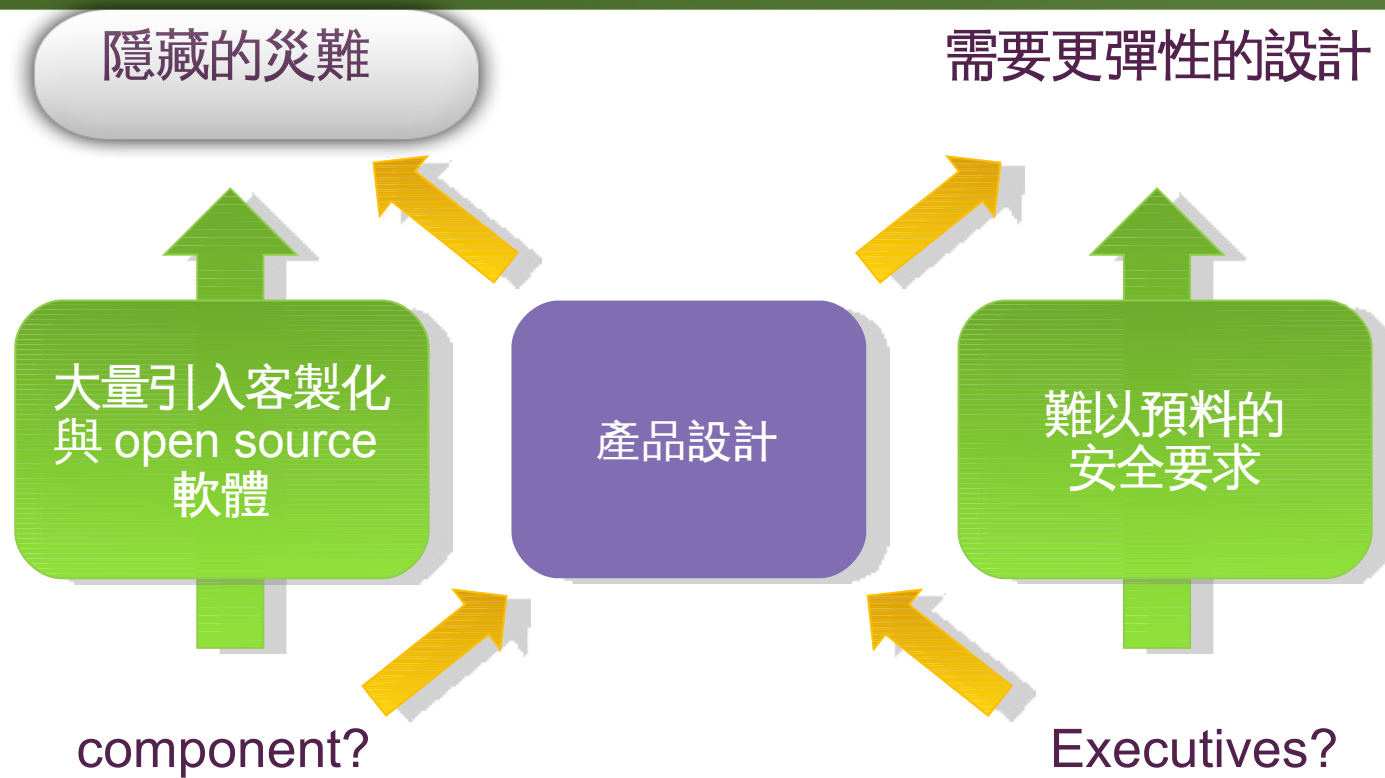 隱藏的災難
需要更彈性的設計
大量引入客製化
與 open source
軟體
產品設計
難以預料的
安全要求
component?
Executives?